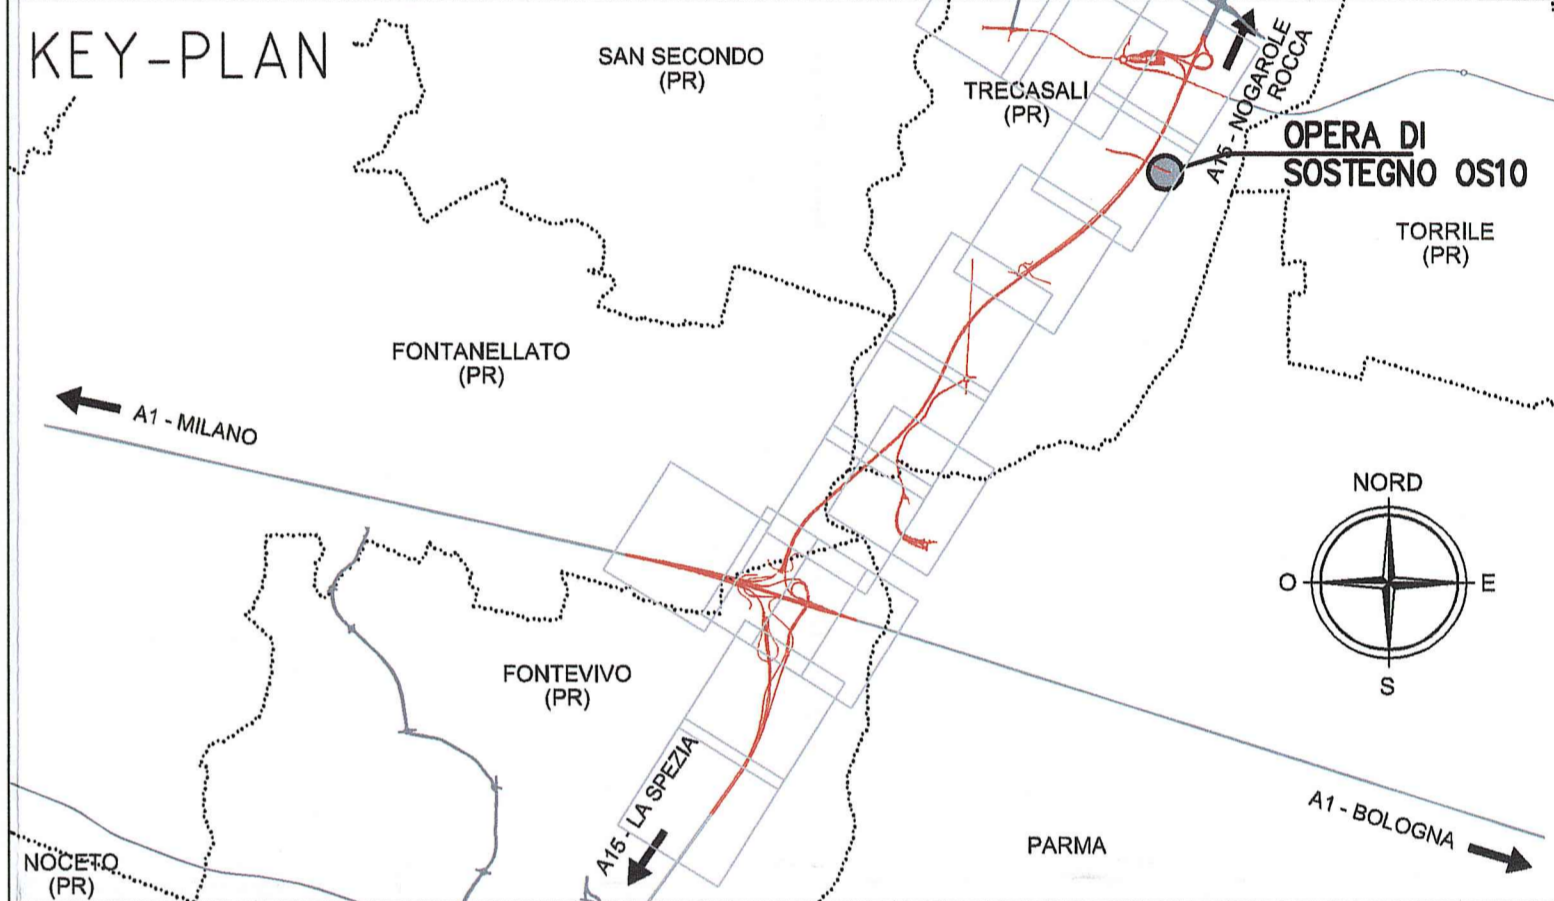 KEY-PLAN
SAN SECONDO
(PR)
TRECASALI
(PR)
A15 - NOGAROLE
ROCCA
OPERA DI
SOSTEGNO OS10
TORRILE
(PR)
FONTANELLATO
(PR)
A1 - MILANO
NORD
O
E
S
FONTEVIVO
(PR)
A15 - LA SPEZIA
A1 - BOLOGNA
PARMA
NOCETO
(PR)